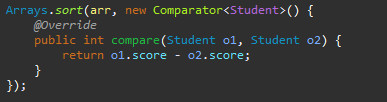 Arrays.sort(arr, new Comparator<Student>() {
    @Override
    public int compare(Student o1, Student o2) {
        return o1.score - o2.score;
    }
});